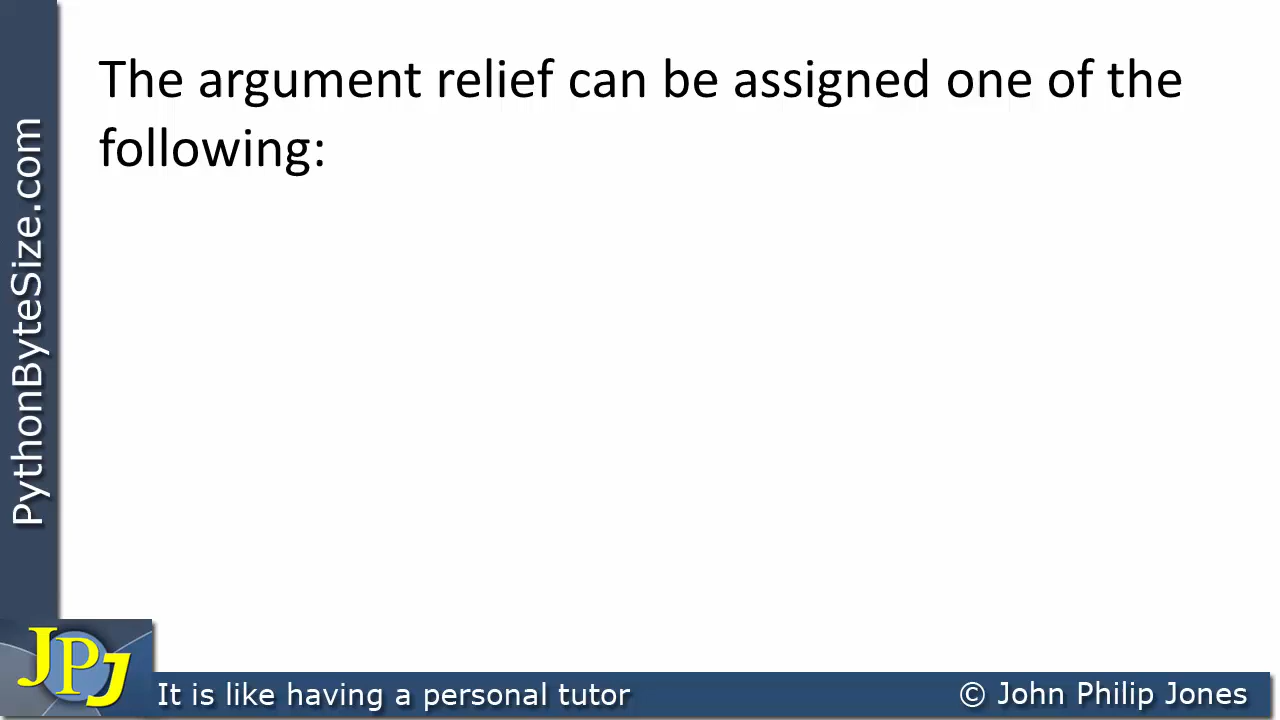 The argument relief can be assigned one of the
following:
PythonByteSize.com
JPJ
It is like having a personal tutor
© John Philip Jones